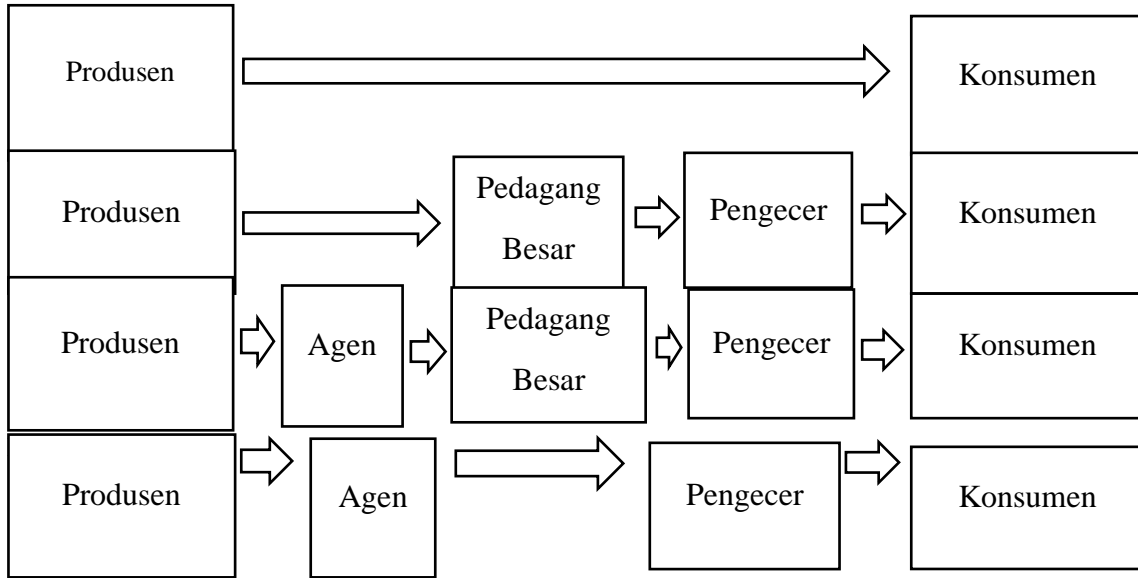 Produsen
Konsumen
Produsen
Pedagang
Besar
Pengecer
Konsumen
Produsen
Agen
Pedagang
Besar
Pengecer
Konsumen
Produsen
Agen
Pengecer
Konsumen